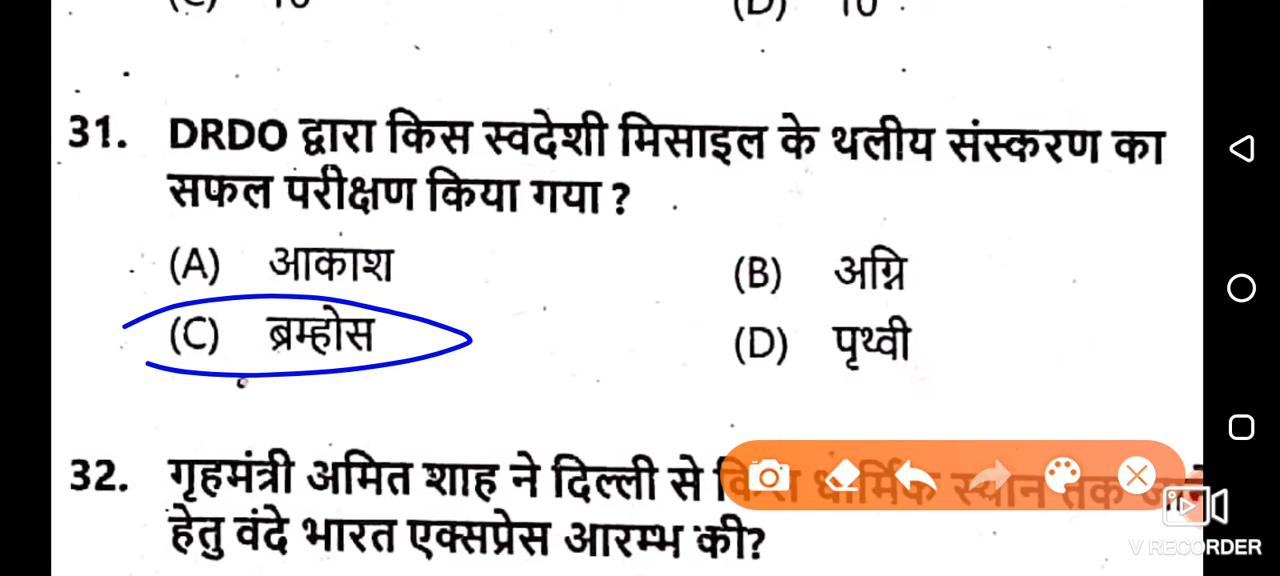 31. DRDO द्वारा किस स्वदेशी मिसाइल के थलीय संस्करण का
सफल परीक्षण किया गया ?
(A) आकाश (B) अग्नि
(C) ब्रम्होस (D) पृथ्वी
32. गृहमंत्री अमित शाह ने दिल्ली से किस धार्मिक स्थान तक जाने
हेतु वंदे भारत एक्सप्रेस आरम्भ की?
V RECORDER